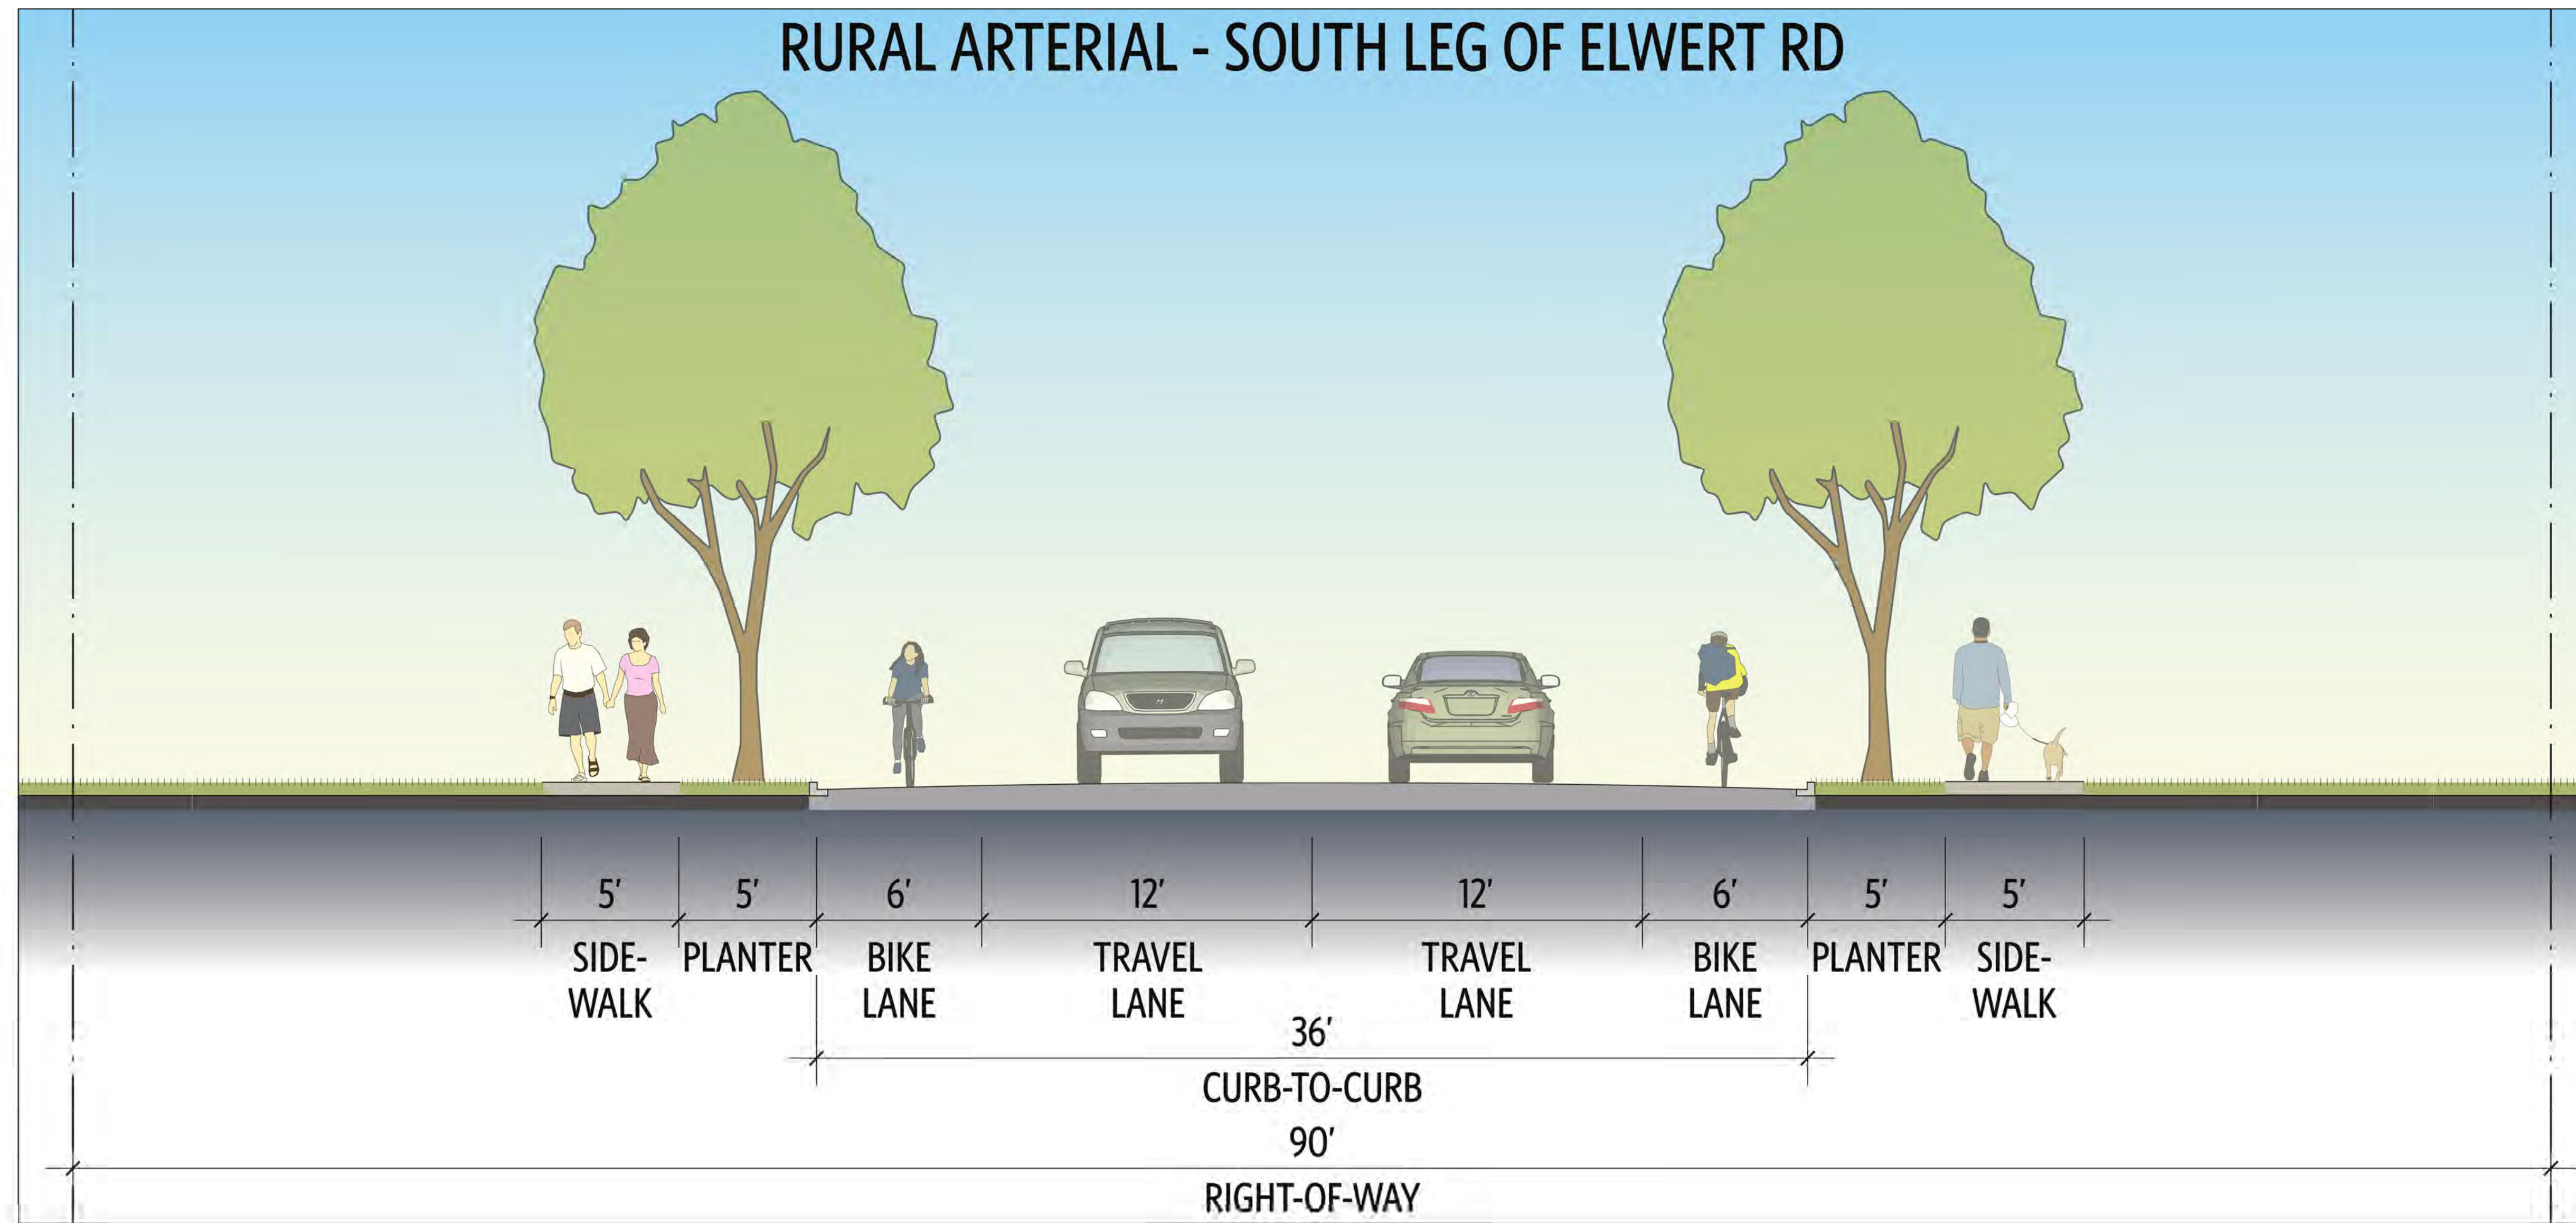 RURAL ARTERIAL - SOUTH LEG OF ELWERT RD
5' 5' 6' 12' 12' 6' 5' 5'
SIDE- PLANTER BIKE TRAVEL TRAVEL BIKE PLANTER SIDE-
WALK LANE LANE LANE LANE WALK
36'
CURB-TO-CURB
90'
RIGHT-OF-WAY